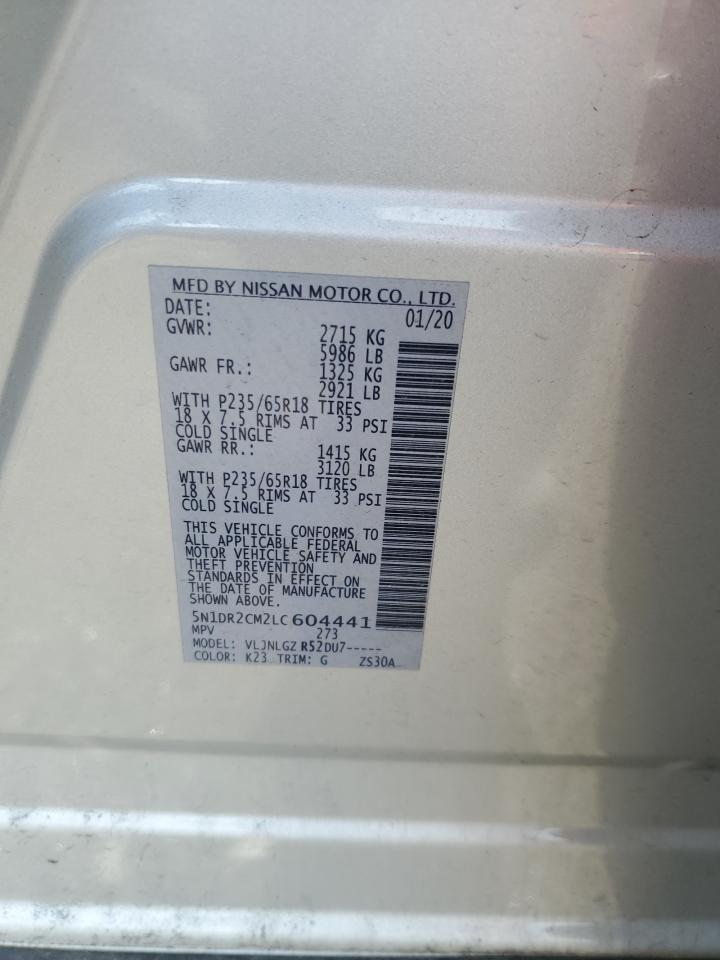 MFD BY NISSAN MOTOR CO., LTD.
DATE: 01/20
GVWR: 2715 KG
5986 LB
GAWR FR.: 1325 KG
2921 LB
WITH P235/65R18 TIRES
18 X 7.5 RIMS AT 33 PSI
COLD SINGLE
GAWR RR.: 1415 KG
3120 LB
WITH P235/65R18 TIRES
18 X 7.5 RIMS AT 33 PSI
COLD SINGLE
THIS VEHICLE CONFORMS TO
ALL APPLICABLE FEDERAL
MOTOR VEHICLE SAFETY AND
THEFT PREVENTION
STANDARDS IN EFFECT ON
THE DATE OF MANUFACTURE
SHOWN ABOVE.
5N1DR2CM2LC604441
MPV 273
MODEL: VLJNLGZ R52DU7-----
COLOR: K23 TRIM: G ZS30A